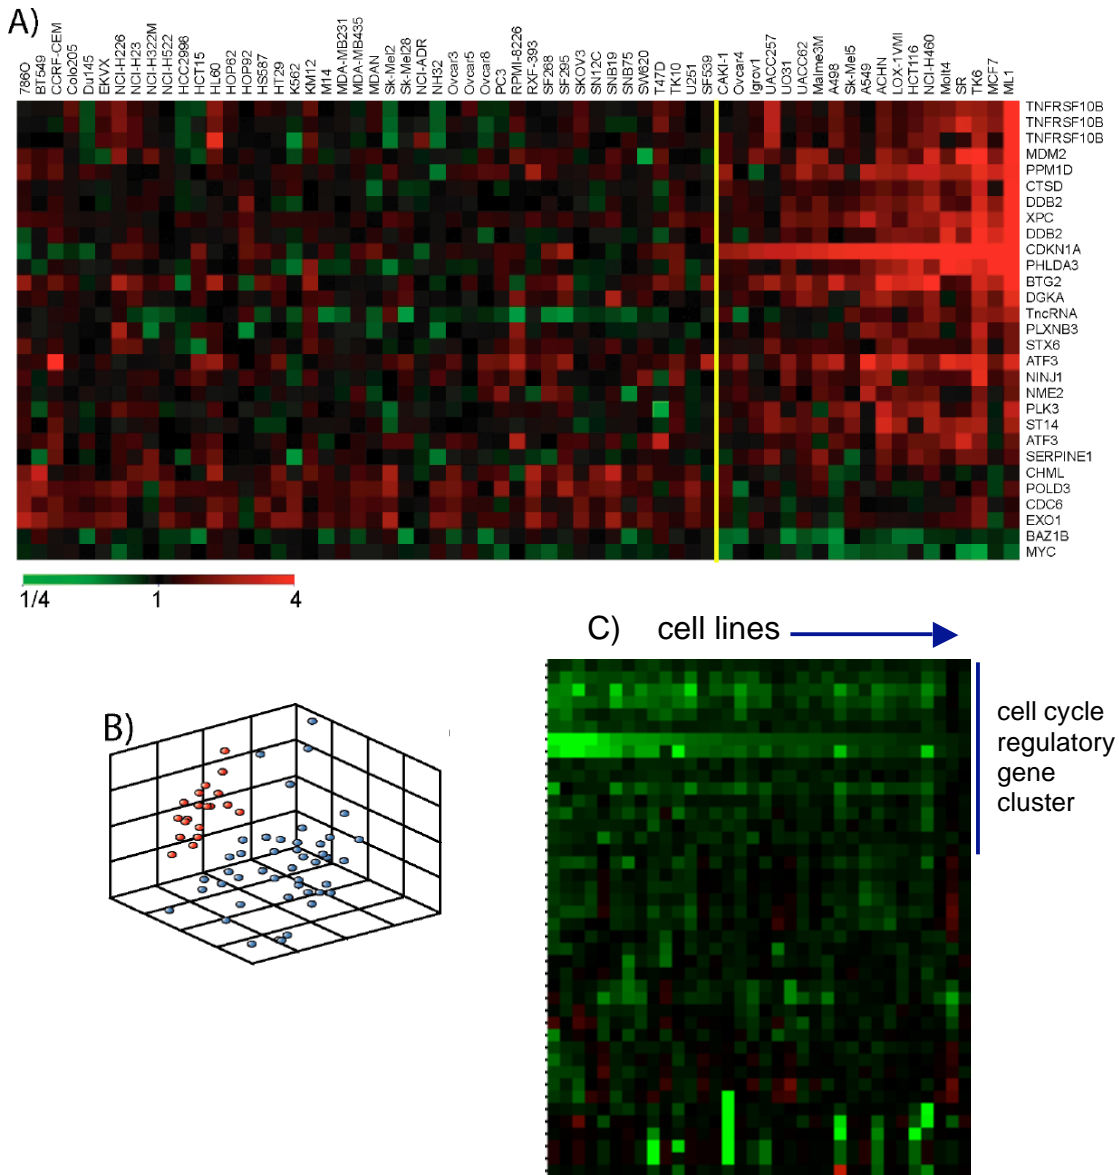 A)
786O
BT549
CCRF-CEM
Colo205
Du145
EKVX
NCI-H226
NCI-H23
NCI-H322M
NCI-H522
HCC2998
HCT15
HL60
HOP62
HOP92
HS587
HT29
K562
KM12
M14
MDA-MB231
MDA-MB435
MDAN
Sk-Mel2
Sk-Mel28
NCI-ADR
NH32
Ovcar3
Ovcar5
Ovcar8
PC3
RPMI-8226
RXF-393
SF268
SF295
SKOV3
SN12C
SNB19
SNB75
SW620
T47D
TK10
U251
SF539
CAKI-1
Ovcar4
Igrov1
UACC257
UO31
UACC62
Malme3M
A498
Sk-Mel5
A549
ACHN
LOX-1VMI
HCT116
NCI-H460
Molt4
SR
TK6
MCF7
ML1
TNFRSF10B
TNFRSF10B
TNFRSF10B
MDM2
PPM1D
CTSD
DDB2
XPC
DDB2
CDKN1A
PHLDA3
BTG2
DGKA
TncRNA
PLXNB3
STX6
ATF3
NINJ1
NME2
PLK3
ST14
ATF3
SERPINE1
CHML
POLD3
CDC6
EXO1
BAZ1B
MYC
1/4 1 4
C) cell lines
B)
cell cycle
regulatory
gene
cluster